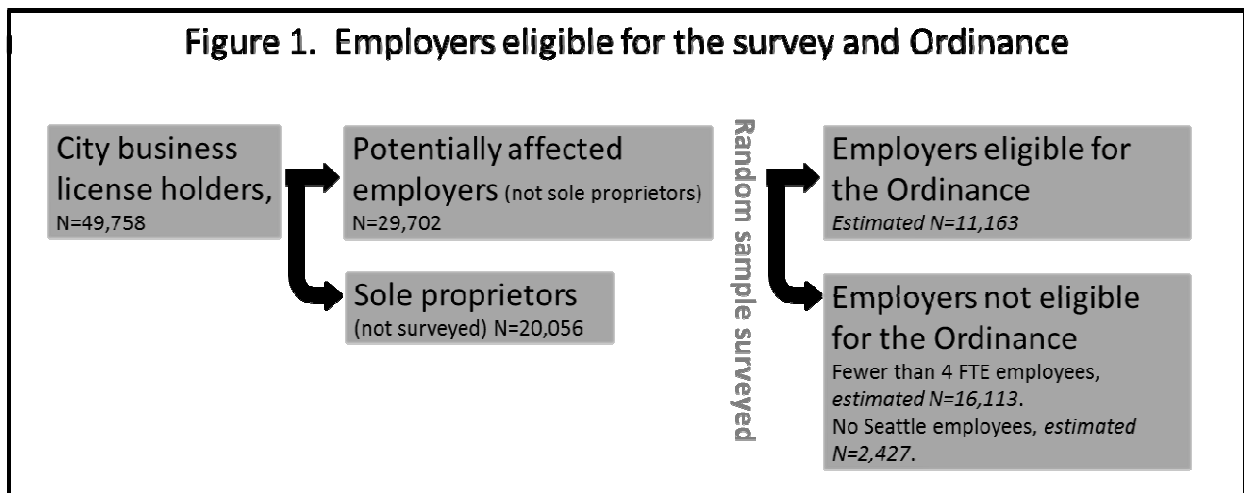 Figure 1. Employers eligible for the survey and Ordinance
City business
license holders,
N=49,758
Potentially affected
employers (not sole proprietors)
N=29,702
Sole proprietors
(not surveyed) N=20,056
Random sample surveyed
Employers eligible for
the Ordinance
Estimated N=11,163
Employers not eligible
for the Ordinance
Fewer than 4 FTE employees,
estimated N=16,113.
No Seattle employees, estimated
N=2,427.